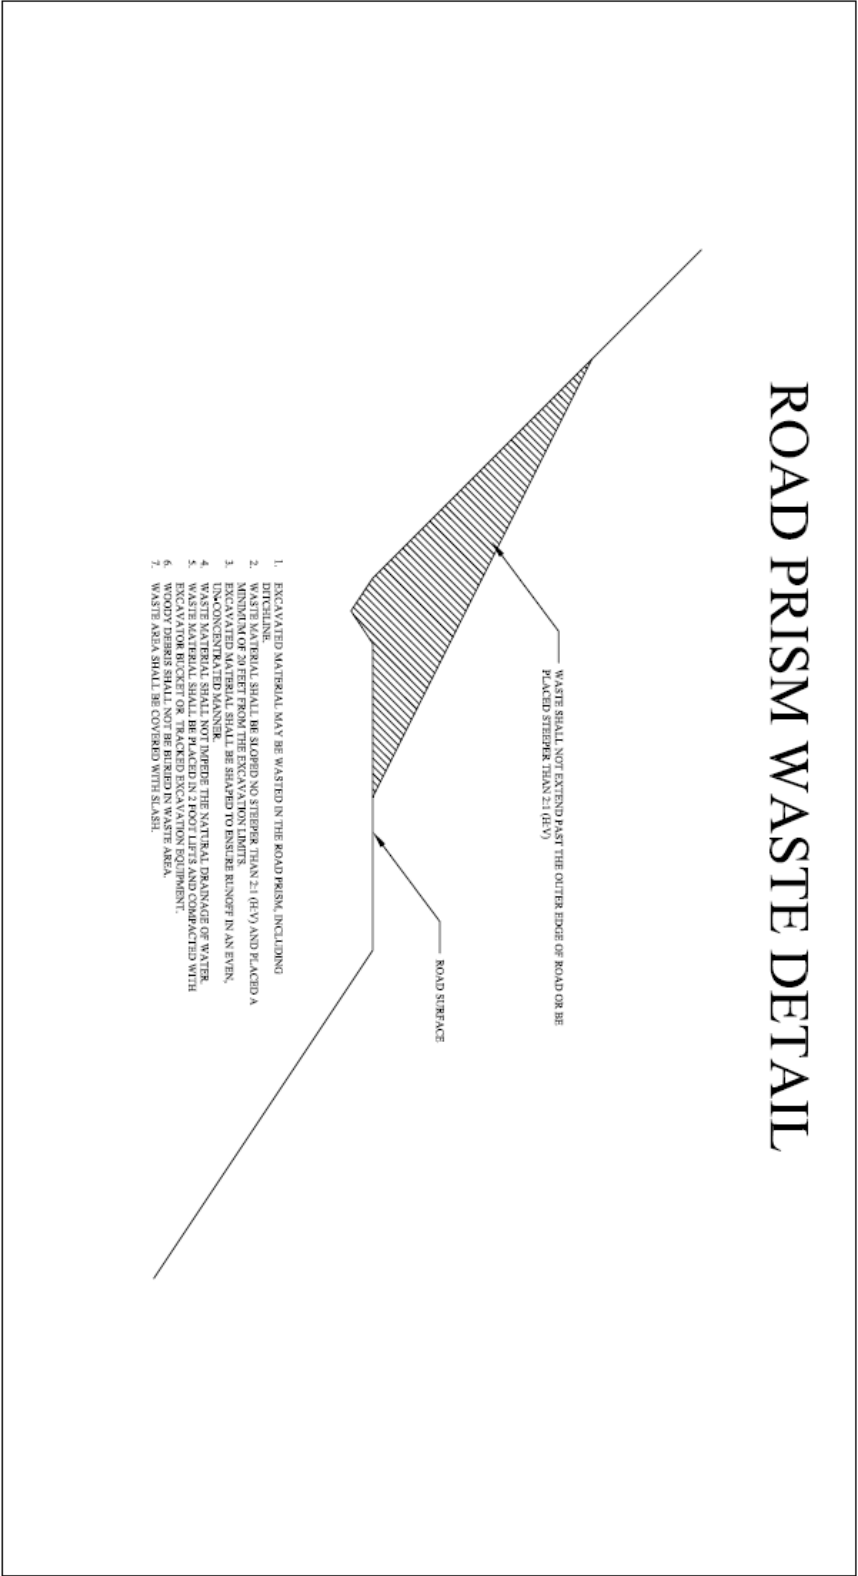 ROAD PRISM WASTE DETAIL
WASTE SHALL NOT EXTEND PAST THE OUTER EDGE OF ROAD OR BE
PLACED STEEPER THAN 2:1 (H:V)
ROAD SURFACE
1. EXCAVATED MATERIAL MAY BE WASTED IN THE ROAD PRISM, INCLUDING
DITCHLINE.
2. WASTE MATERIAL SHALL BE SLOPED NO STEEPER THAN 2:1 (H:V) AND PLACED A
MINIMUM OF 20 FEET FROM THE EXCAVATION LIMITS.
3. EXCAVATED MATERIAL SHALL BE SHAPED TO ENSURE RUNOFF IN AN EVEN,
UN-CONCENTRATED MANNER.
4. WASTE MATERIAL SHALL NOT IMPEDE THE NATURAL DRAINAGE OF WATER.
5. WASTE MATERIAL SHALL BE PLACED IN 2 FOOT LIFTS AND COMPACTED WITH
EXCAVATOR BUCKET OR TRACKED EXCAVATION EQUIPMENT.
6. WOODY DEBRIS SHALL NOT BE BURIED IN WASTE AREA.
7. WASTE AREA SHALL BE COVERED WITH SLASH.